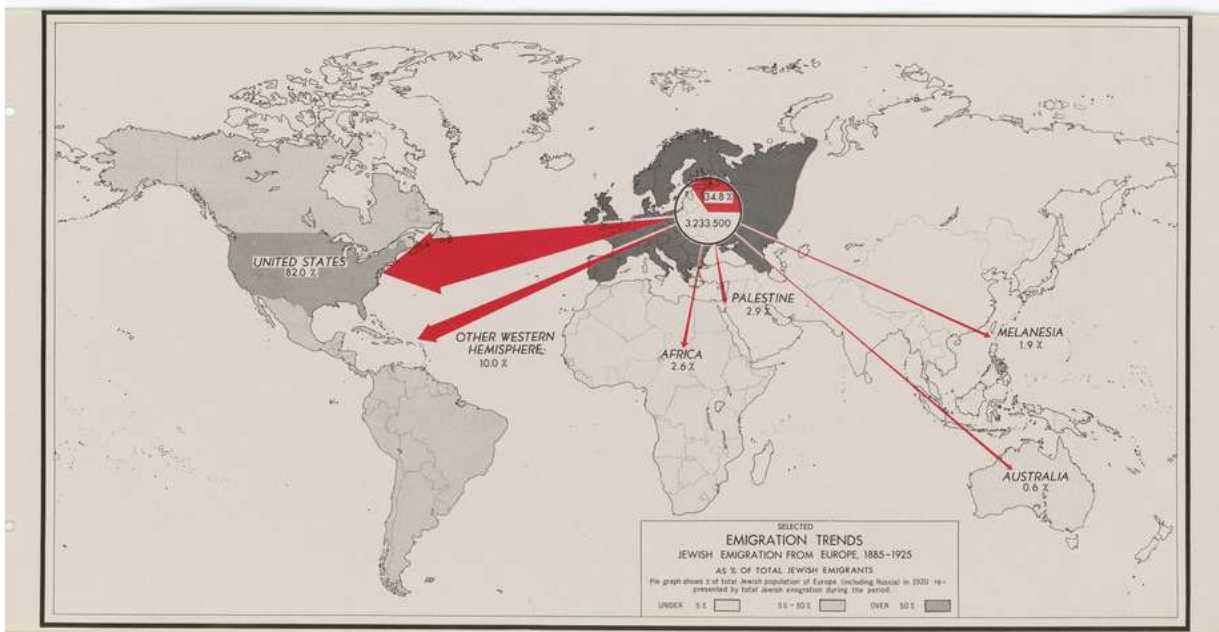 34.8 %
3,233,500
UNITED STATES
82.0 %
OTHER WESTERN
HEMISPHERE
10.0 %
AFRICA
2.6 %
PALESTINE
2.9 %
MELANESIA
1.9 %
AUSTRALIA
0.6 %
SELECTED
EMIGRATION TRENDS
JEWISH EMIGRATION FROM EUROPE, 1885-1925
AS % OF TOTAL JEWISH EMIGRANTS
Pie graph shows % of total Jewish population of Europe (including Russia) in 1920 re-
presented by total Jewish emigration during the period.
UNDER 5% 5% - 50% OVER 50%